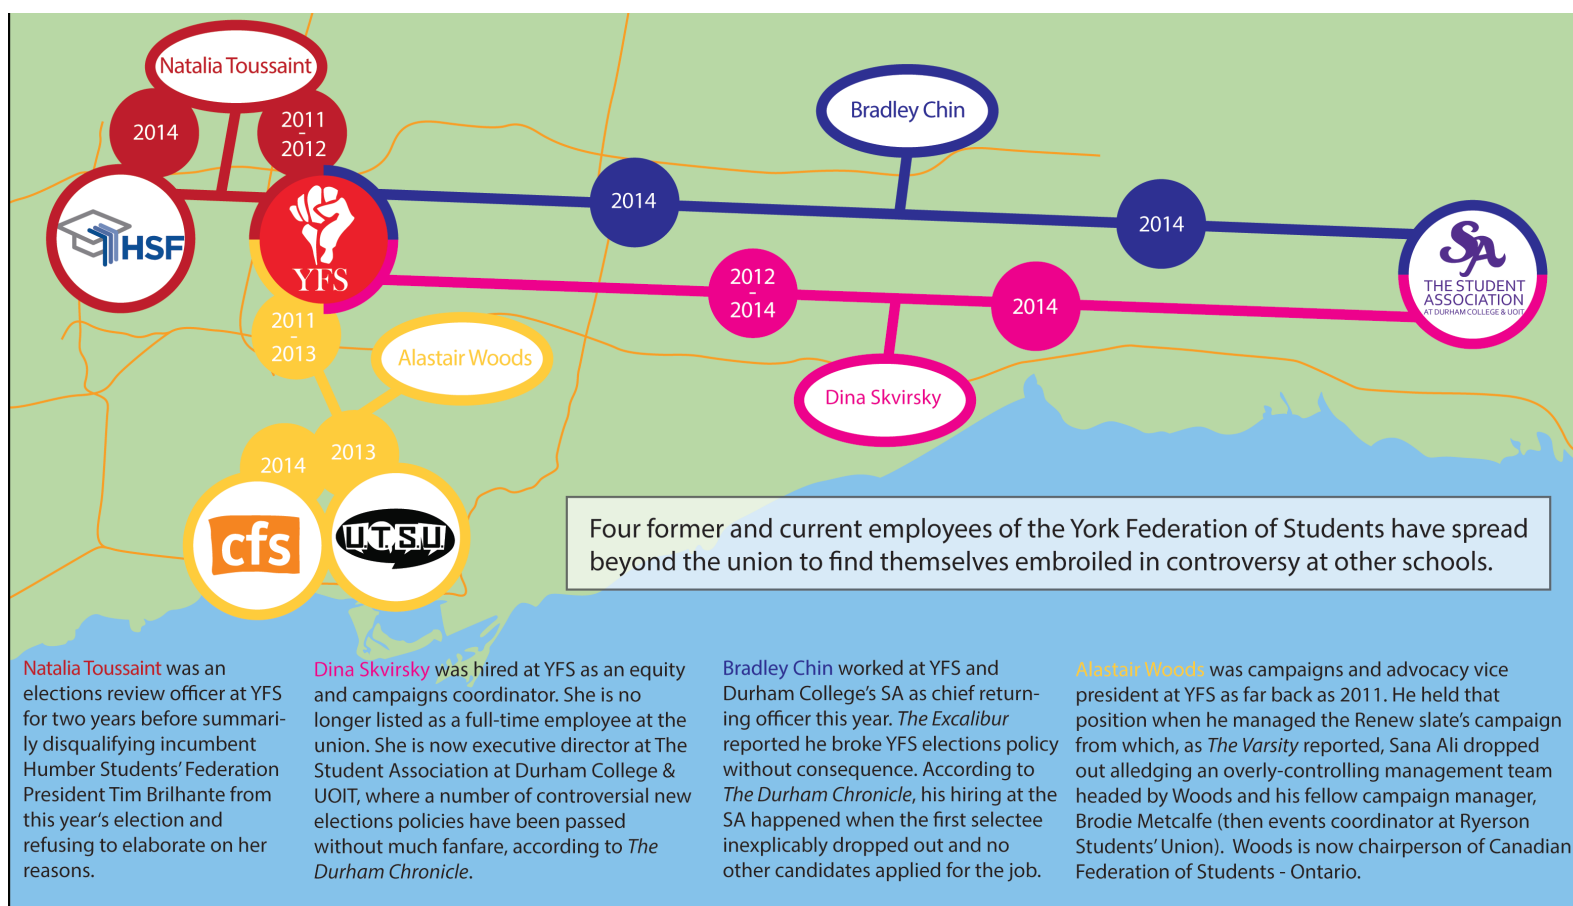 Natalia Toussaint
2014
2011
-
2012
Bradley Chin
2014
2014
HSF
YFS
SA
THE STUDENT
ASSOCIATION
AT DURHAM COLLEGE & UOIT
2012
-
2014
2014
2011
-
2013
Alastair Woods
Dina Skvirsky
2014
2013
cfs
U.T.S.U.
Four former and current employees of the York Federation of Students have spread
beyond the union to find themselves embroiled in controversy at other schools.
Natalia Toussaint was an
elections review officer at YFS
for two years before summari-
ly disqualifying incumbent
Humber Students' Federation
President Tim Brilhante from
this year's election and
refusing to elaborate on her
reasons.
Dina Skvirsky was hired at YFS as an equity
and campaigns coordinator. She is no
longer listed as a full-time employee at the
union. She is now executive director at The
Student Association at Durham College &
UOIT, where a number of controversial new
elections policies have been passed
without much fanfare, according to The
Durham Chronicle.
Bradley Chin worked at YFS and
Durham College's SA as chief return-
ing officer this year. The Excalibur
reported he broke YFS elections policy
without consequence. According to
The Durham Chronicle, his hiring at the
SA happened when the first selectee
inexplicably dropped out and no
other candidates applied for the job.
Alastair Woods was campaigns and advocacy vice
president at YFS as far back as 2011. He held that
position when he managed the Renew slate's campaign
from which, as The Varsity reported, Sana Ali dropped
out alledging an overly-controlling management team
headed by Woods and his fellow campaign manager,
Brodie Metcalfe (then events coordinator at Ryerson
Students' Union). Woods is now chairperson of Canadian
Federation of Students - Ontario.